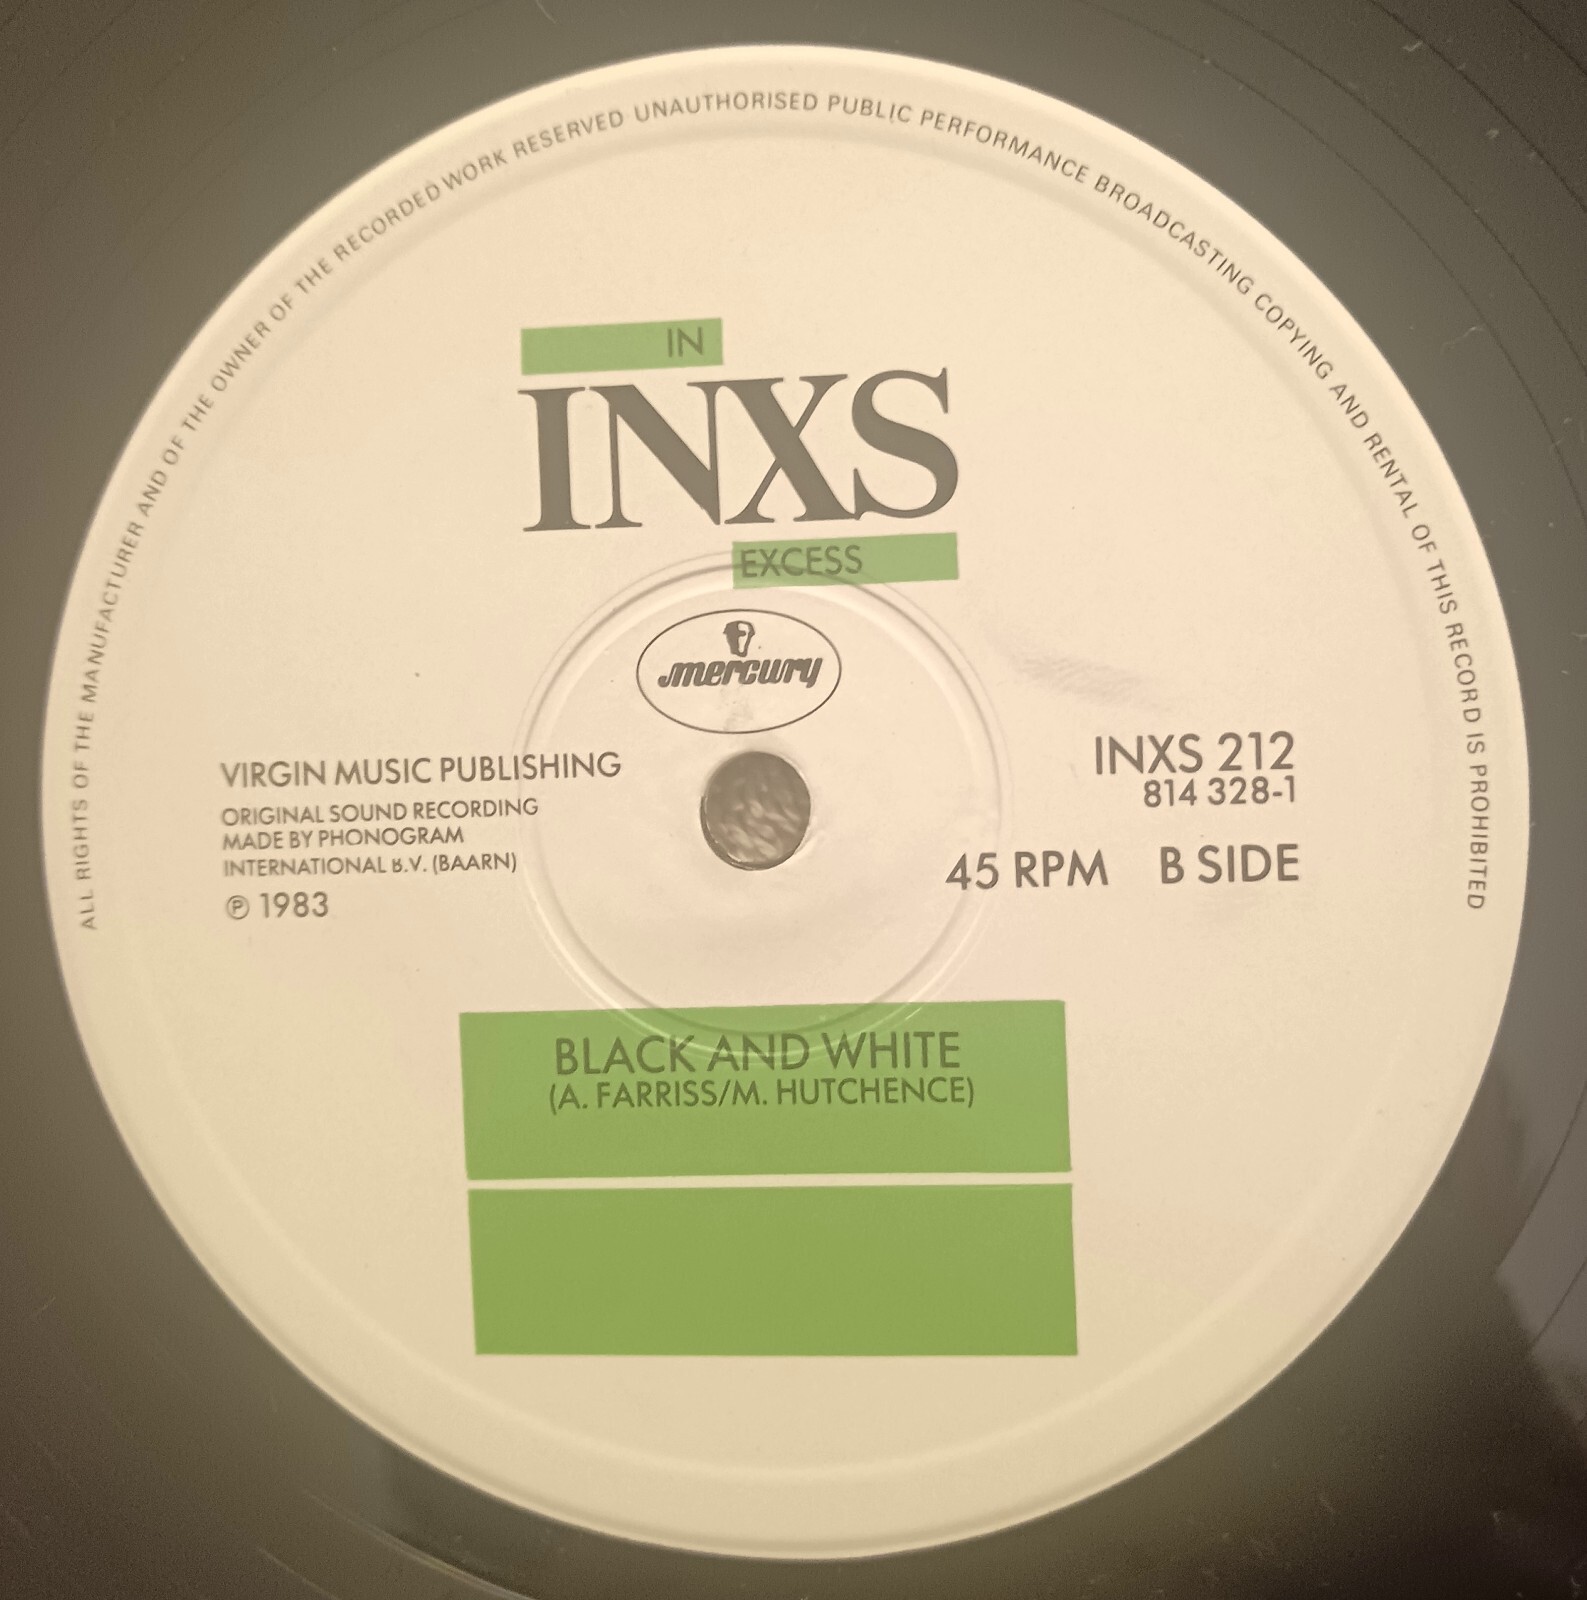 ALL RIGHTS OF THE MANUFACTURER AND OF THE OWNER OF THE RECORDED WORK RESERVED UNAUTHORISED PUBLIC PERFORMANCE BROADCASTING COPYING AND RENTAL OF THIS RECORD IS PROHIBITED
IN
INXS
EXCESS
mercury
VIRGIN MUSIC PUBLISHING
ORIGINAL SOUND RECORDING
MADE BY PHONOGRAM
INTERNATIONAL B.V. (BAARN)
℗ 1983
INXS 212
814 328-1
45 RPM B SIDE
BLACK AND WHITE
(A. FARRISS/M. HUTCHENCE)